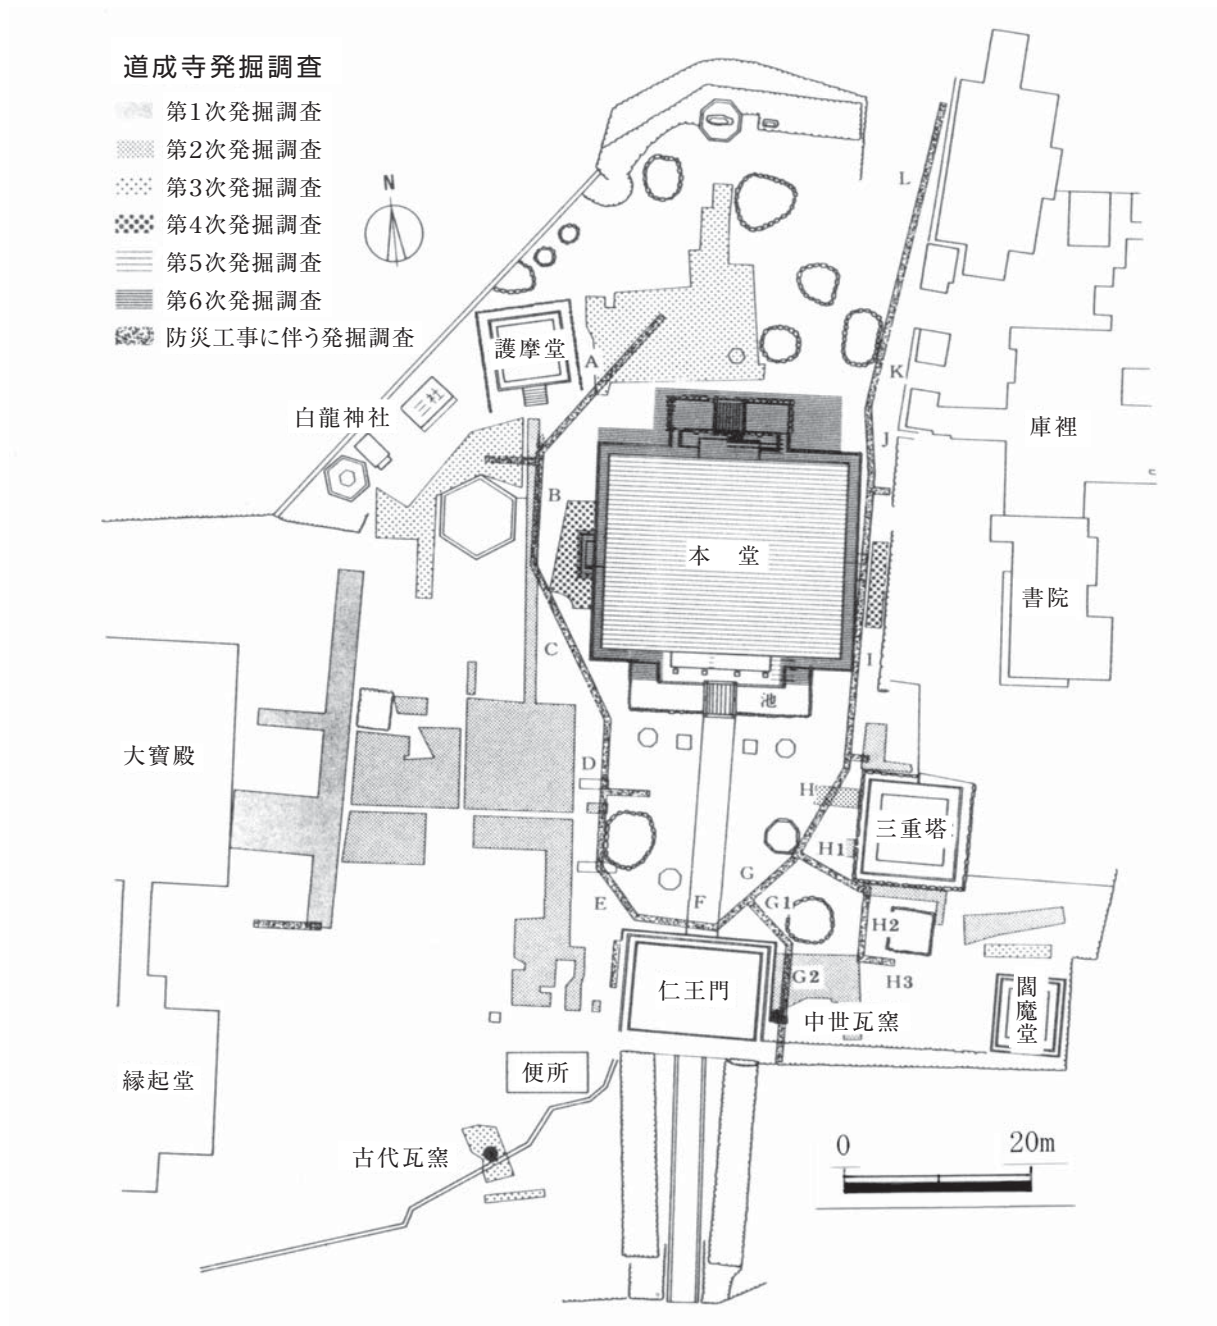 道成寺発掘調査
第1次発掘調査
第2次発掘調査
第3次発掘調査
第4次発掘調査
第5次発掘調査
第6次発掘調査
防災工事に伴う発掘調査
N
L
護摩堂
A
三社
白龍神社
K
J
庫裡
B
本 堂
書院
C
I
池
大寶殿
D
H
三重塔
H1
G
E
F
G1
H2
G2
H3
仁王門
閻魔堂
中世瓦窯
縁起堂
便所
古代瓦窯
0 20m